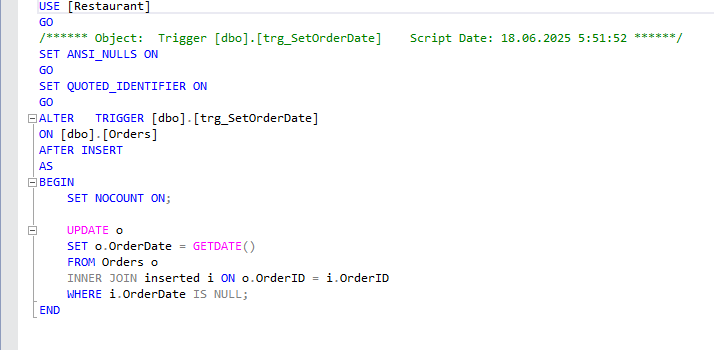 USE [Restaurant]
GO
/****** Object:  Trigger [dbo].[trg_SetOrderDate]    Script Date: 18.06.2025 5:51:52 ******/
SET ANSI_NULLS ON
GO
SET QUOTED_IDENTIFIER ON
GO
ALTER   TRIGGER [dbo].[trg_SetOrderDate]
ON [dbo].[Orders]
AFTER INSERT
AS
BEGIN
    SET NOCOUNT ON;

    UPDATE o
    SET o.OrderDate = GETDATE()
    FROM Orders o
    INNER JOIN inserted i ON o.OrderID = i.OrderID
    WHERE i.OrderDate IS NULL;
END